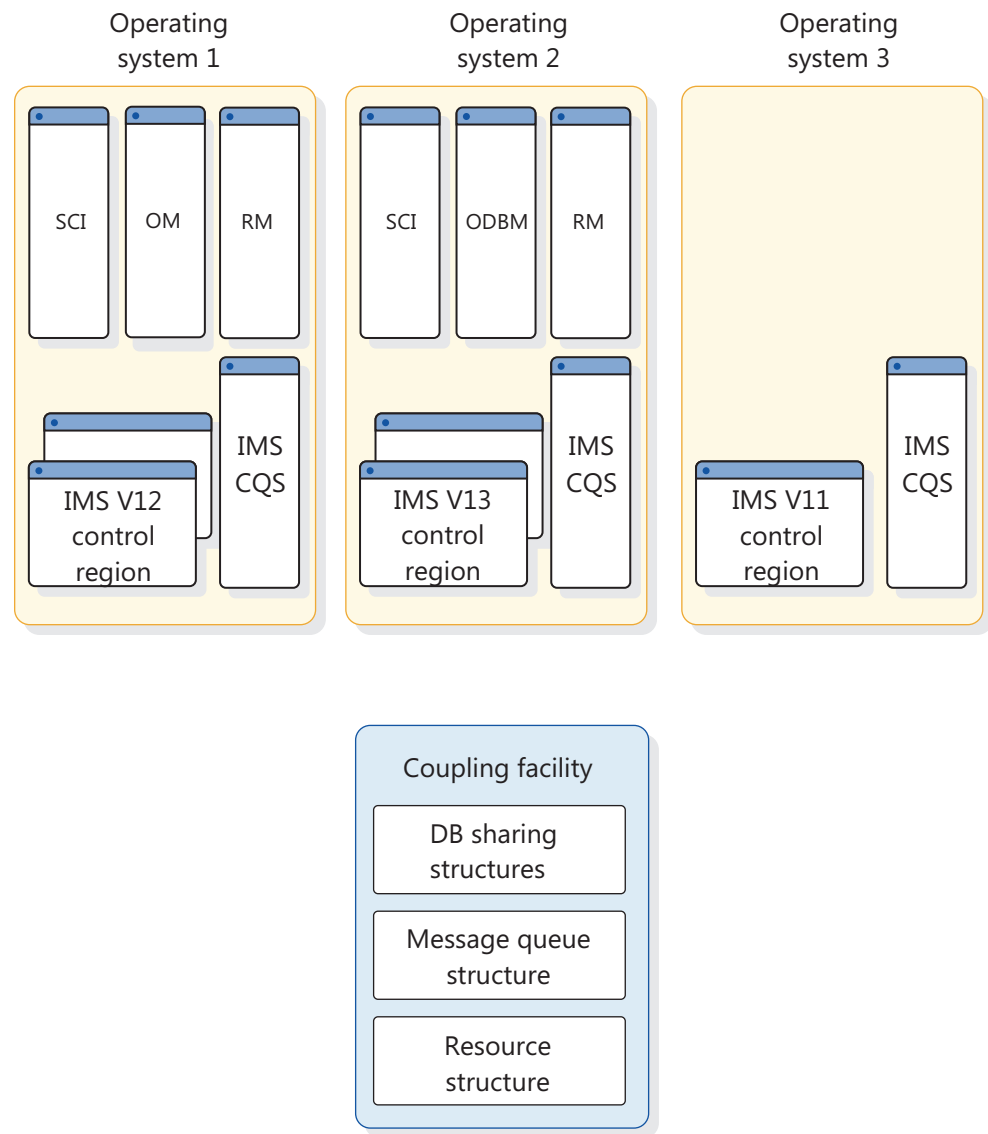 Operating
system 1
Operating
system 2
Operating
system 3
SCI
OM
RM
SCI
ODBM
RM
IMS
CQS
IMS V12
control
region
IMS
CQS
IMS V13
control
region
IMS
CQS
IMS V11
control
region
Coupling facility
DB sharing
structures
Message queue
structure
Resource
structure